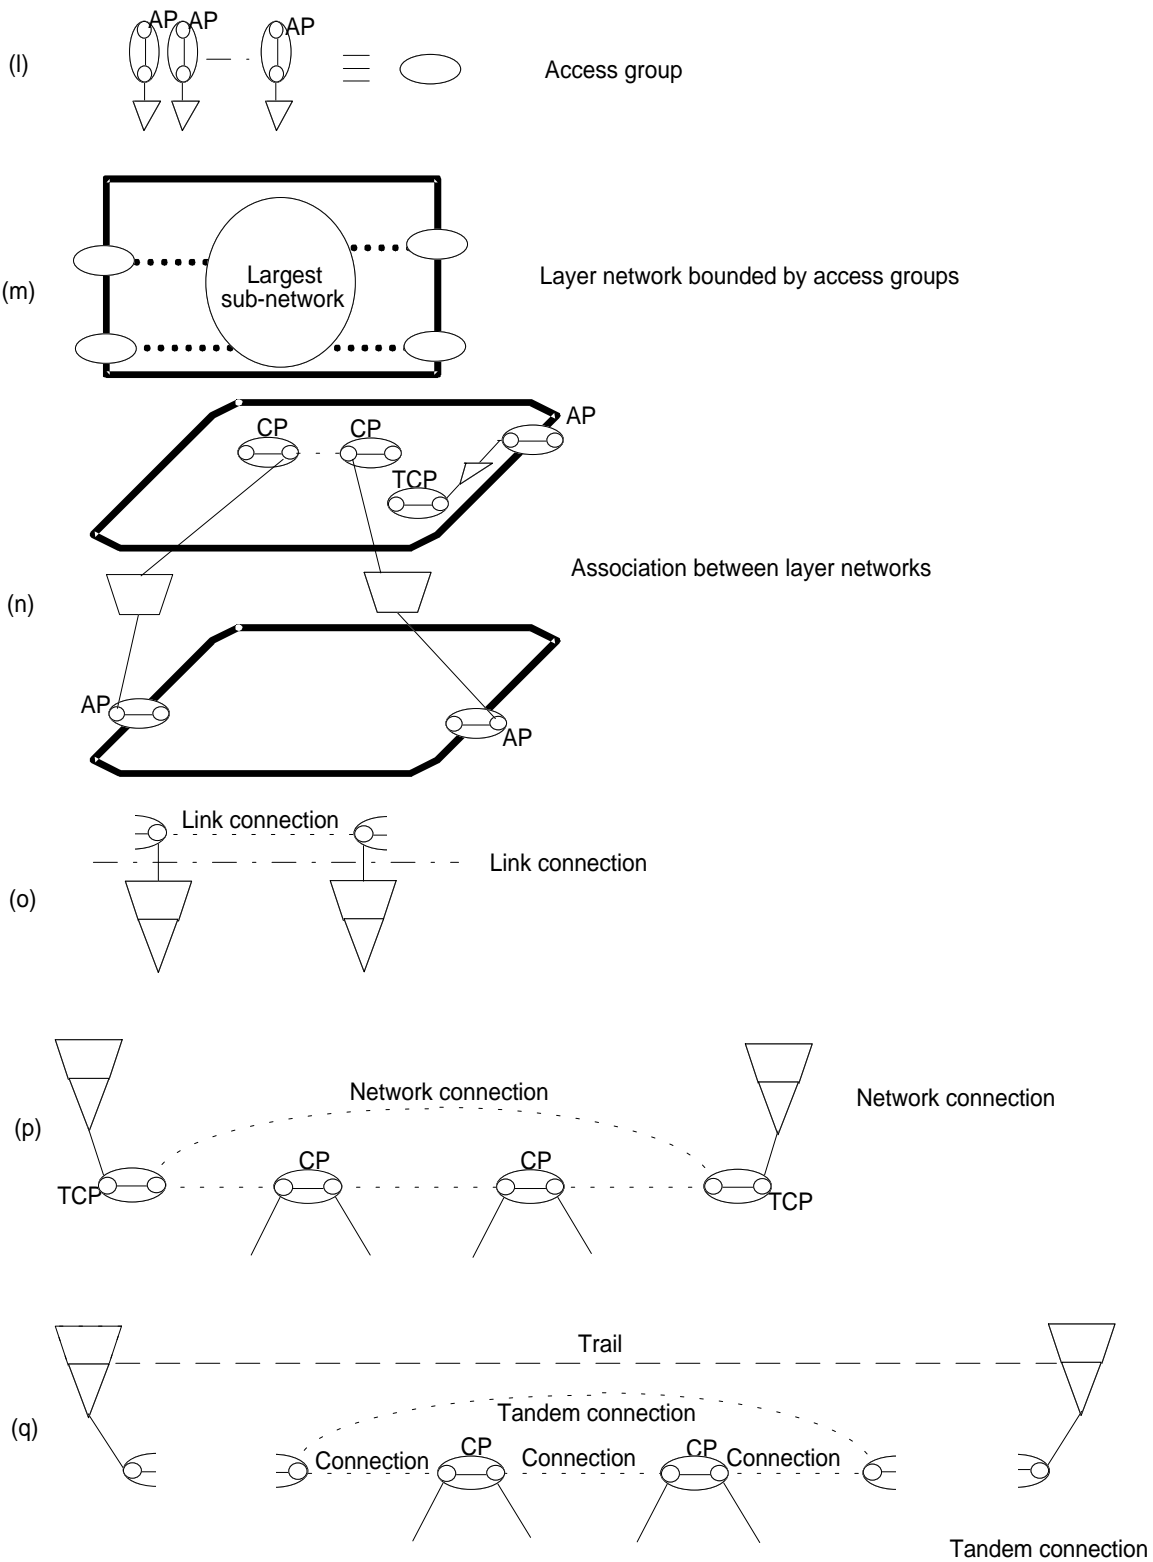 AP AP AP
(l) Access group
(m) Largest
sub-network
Layer network bounded by access groups
AP
CP CP
TCP
Association between layer networks
(n)
AP
AP
Link connection
Link connection
(o)
Network connection
Network connection
(p)
CP CP
TCP TCP
Trail
Tandem connection
(q)
CP CP
Connection Connection Connection
Tandem connection